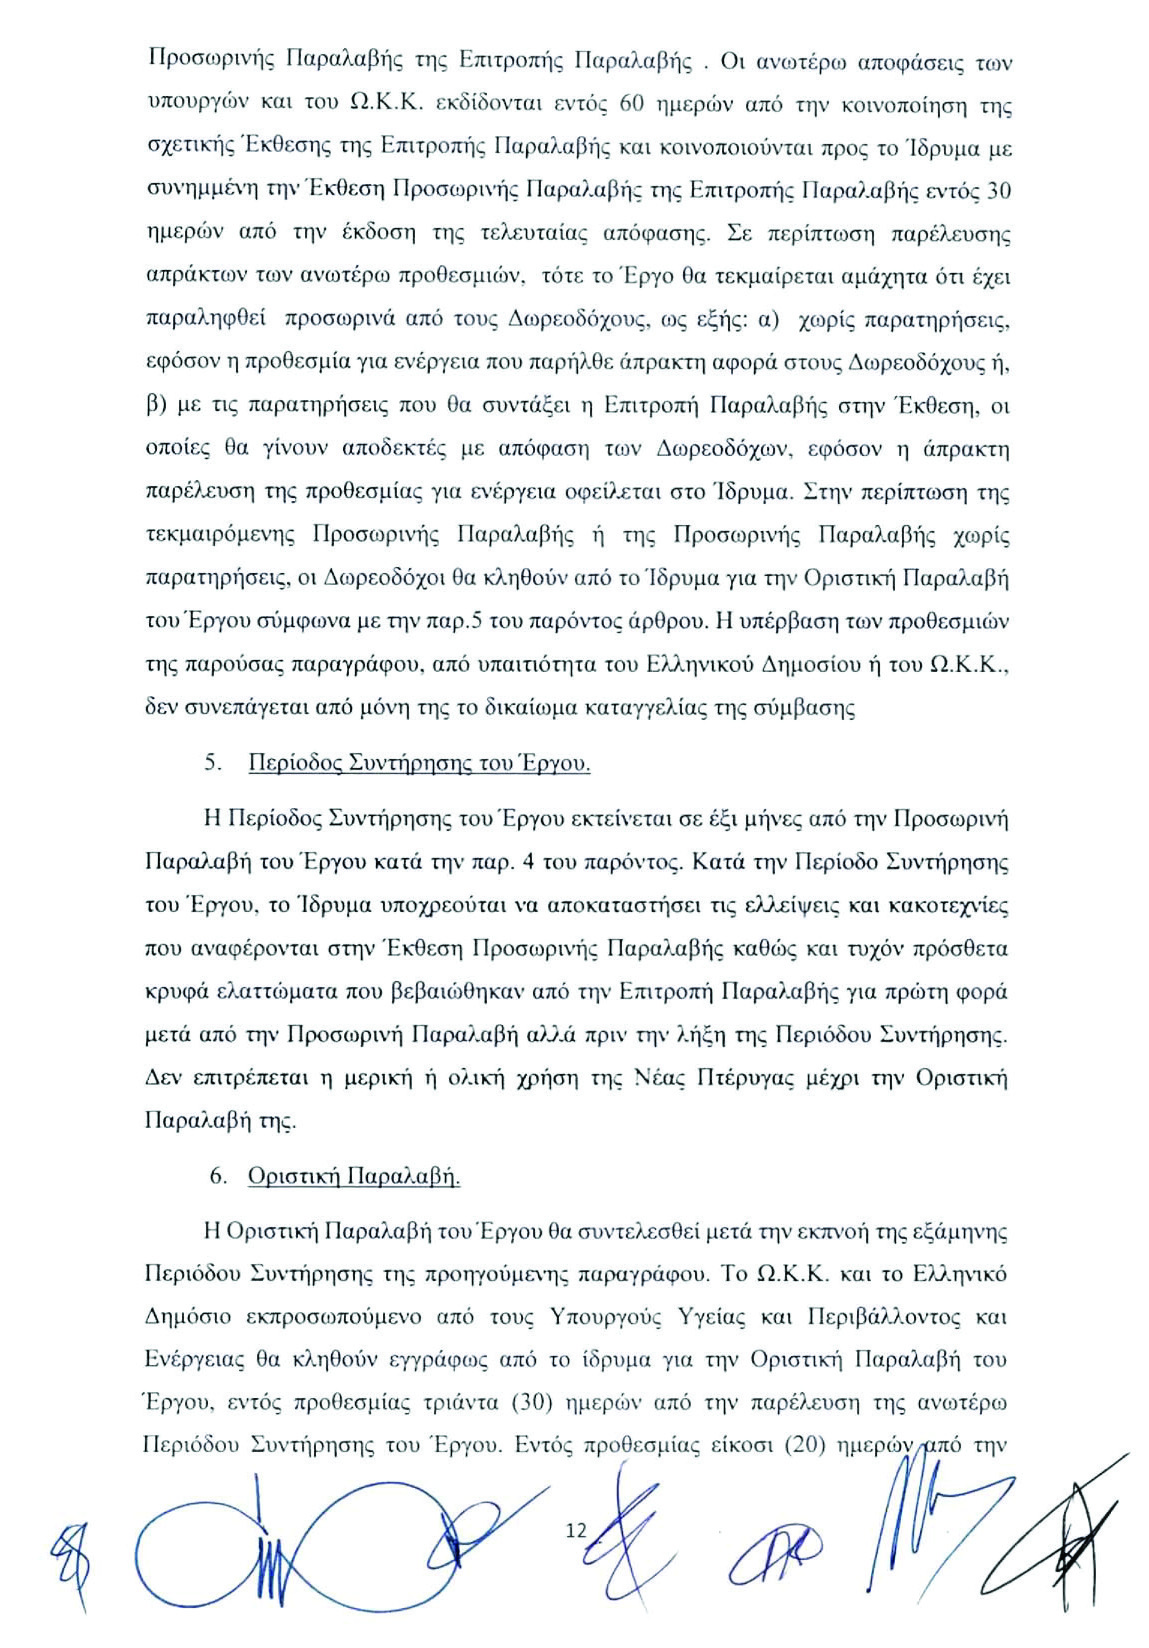 Προσωρινής Παραλαβής της Επιτροπής Παραλαβής . Οι ανωτέρω αποφάσεις των
υπουργών και του Ω.Κ.Κ. εκδίδονται εντός 60 ημερών από την κοινοποίηση της
σχετικής Έκθεσης της Επιτροπής Παραλαβής και κοινοποιούνται προς το Ίδρυμα με
συνημμένη την Έκθεση Προσωρινής Παραλαβής της Επιτροπής Παραλαβής εντός 30
ημερών από την έκδοση της τελευταίας απόφασης. Σε περίπτωση παρέλευσης
απράκτων των ανωτέρω προθεσμιών, τότε το Έργο θα τεκμαίρεται αμάχητα ότι έχει
παραληφθεί προσωρινά από τους Δωρεοδόχους, ως εξής: α) χωρίς παρατηρήσεις,
εφόσον η προθεσμία για ενέργεια που παρήλθε άπρακτη αφορά στους Δωρεοδόχους ή,
β) με τις παρατηρήσεις που θα συντάξει η Επιτροπή Παραλαβής στην Έκθεση, οι
οποίες θα γίνουν αποδεκτές με απόφαση των Δωρεοδόχων, εφόσον η άπρακτη
παρέλευση της προθεσμίας για ενέργεια οφείλεται στο Ίδρυμα. Στην περίπτωση της
τεκμαιρόμενης Προσωρινής Παραλαβής ή της Προσωρινής Παραλαβής χωρίς
παρατηρήσεις, οι Δωρεοδόχοι θα κληθούν από το Ίδρυμα για την Οριστική Παραλαβή
του Έργου σύμφωνα με την παρ.5 του παρόντος άρθρου. Η υπέρβαση των προθεσμιών
της παρούσας παραγράφου, από υπαιτιότητα του Ελληνικού Δημοσίου ή του Ω.Κ.Κ.,
δεν συνεπάγεται από μόνη της το δικαίωμα καταγγελίας της σύμβασης
5. Περίοδος Συντήρησης του Έργου.
Η Περίοδος Συντήρησης του Έργου εκτείνεται σε έξι μήνες από την Προσωρινή
Παραλαβή του Έργου κατά την παρ. 4 του παρόντος. Κατά την Περίοδο Συντήρησης
του Έργου, το Ίδρυμα υποχρεούται να αποκαταστήσει τις ελλείψεις και κακοτεχνίες
που αναφέρονται στην Έκθεση Προσωρινής Παραλαβής καθώς και τυχόν πρόσθετα
κρυφά ελαττώματα που βεβαιώθηκαν από την Επιτροπή Παραλαβής για πρώτη φορά
μετά από την Προσωρινή Παραλαβή αλλά πριν την λήξη της Περιόδου Συντήρησης.
Δεν επιτρέπεται η μερική ή ολική χρήση της Νέας Πτέρυγας μέχρι την Οριστική
Παραλαβή της.
6. Οριστική Παραλαβή.
Η Οριστική Παραλαβή του Έργου θα συντελεσθεί μετά την εκπνοή της εξάμηνης
Περιόδου Συντήρησης της προηγούμενης παραγράφου. Το Ω.Κ.Κ. και το Ελληνικό
Δημόσιο εκπροσωπούμενο από τους Υπουργούς Υγείας και Περιβάλλοντος και
Ενέργειας θα κληθούν εγγράφως από το ίδρυμα για την Οριστική Παραλαβή του
Έργου, εντός προθεσμίας τριάντα (30) ημερών από την παρέλευση της ανωτέρω
Περιόδου Συντήρησης του Έργου. Εντός προθεσμίας είκοσι (20) ημερών από την
12